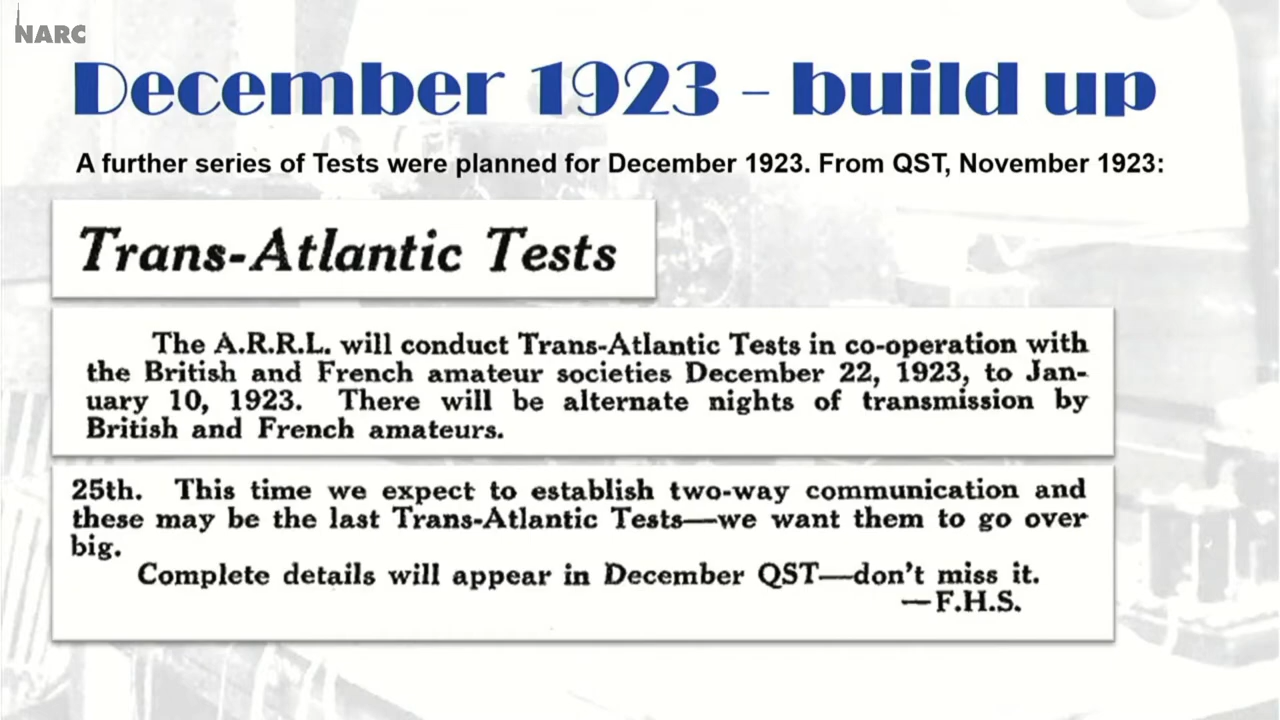 NARC
December 1923 - build up
A further series of Tests were planned for December 1923. From QST, November 1923:
Trans-Atlantic Tests
The A.R.R.L. will conduct Trans-Atlantic Tests in co-operation with
the British and French amateur societies December 22, 1923, to Jan-
uary 10, 1923. There will be alternate nights of transmission by
British and French amateurs.
25th. This time we expect to establish two-way communication and
these may be the last Trans-Atlantic Tests—we want them to go over
big.
Complete details will appear in December QST—don't miss it.
—F.H.S.